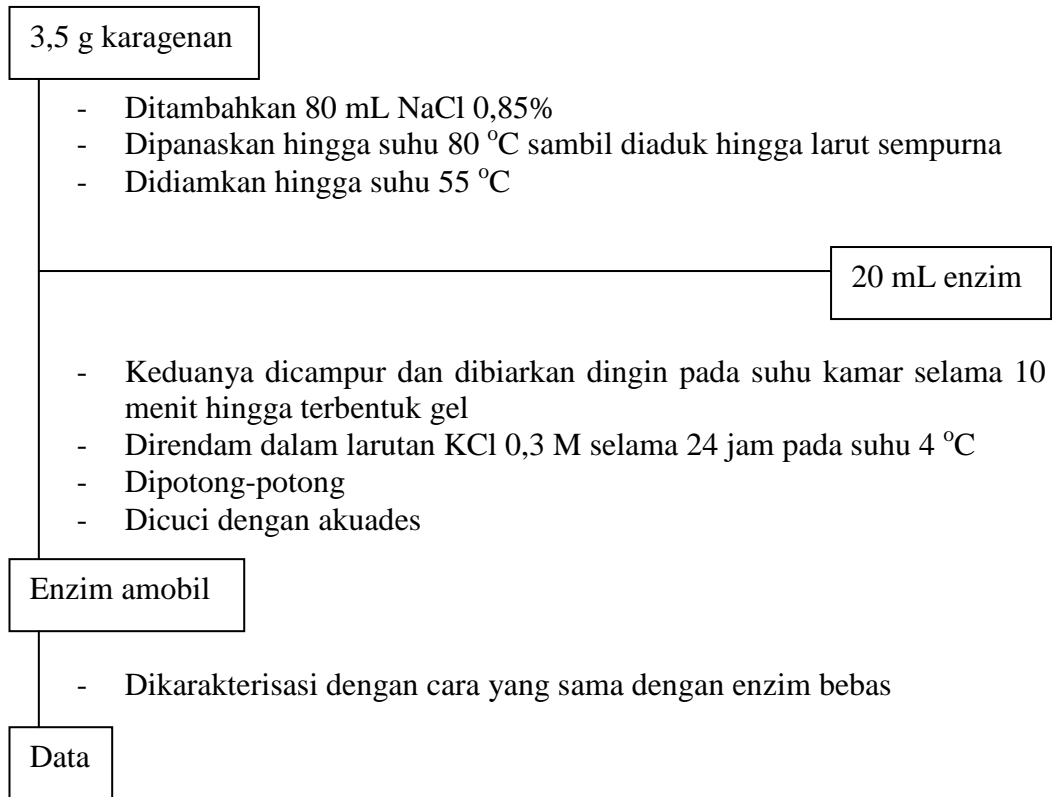 3,5 g karagenan
- Ditambahkan 80 mL NaCl 0,85%
- Dipanaskan hingga suhu 80 °C sambil diaduk hingga larut sempurna
- Didiamkan hingga suhu 55 °C
20 mL enzim
- Keduanya dicampur dan dibiarkan dingin pada suhu kamar selama 10
menit hingga terbentuk gel
- Direndam dalam larutan KCl 0,3 M selama 24 jam pada suhu 4 °C
- Dipotong-potong
- Dicuci dengan akuades
Enzim amobil
- Dikarakterisasi dengan cara yang sama dengan enzim bebas
Data